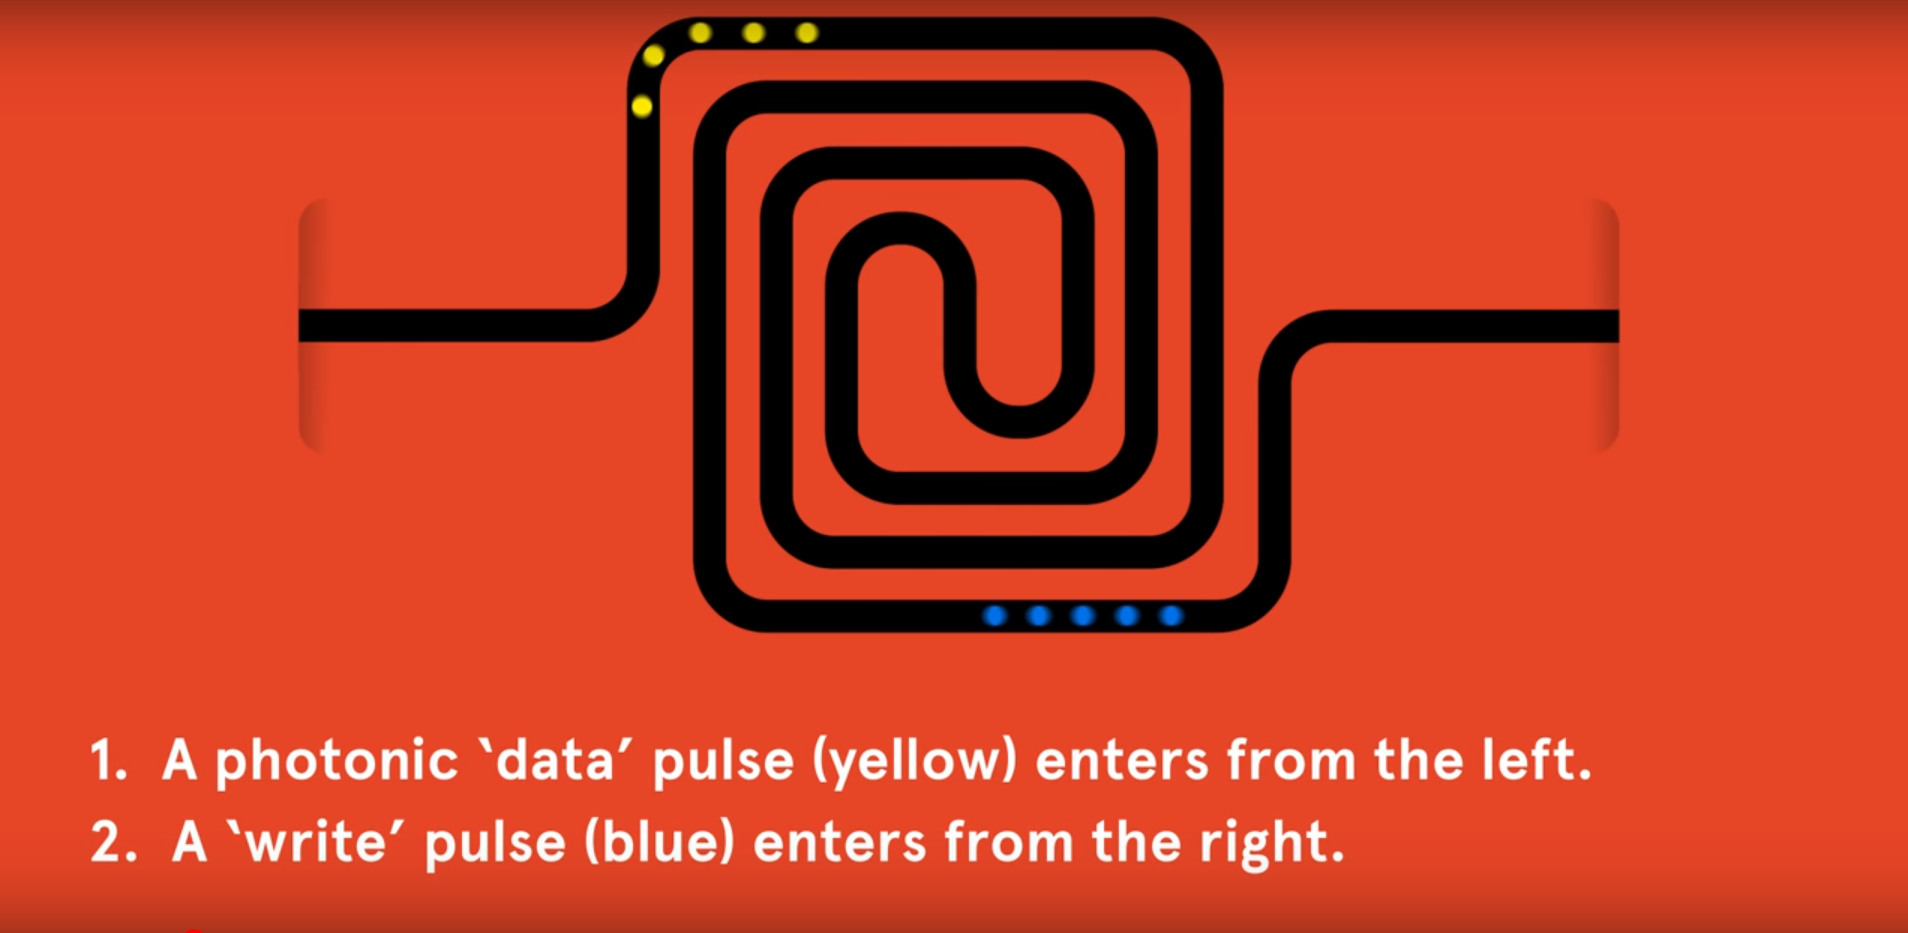 1. A photonic `data′ pulse (yellow) enters from the left.
2. A `write′ pulse (blue) enters from the right.